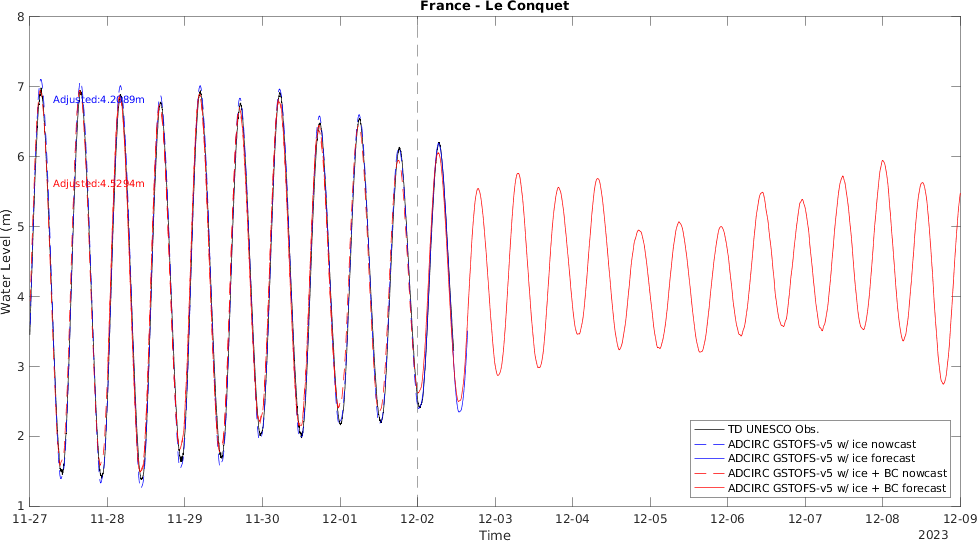 France - Le Conquet
8
7
6
5
4
3
2
1
Water Level (m)
Adjusted:4.5294m
TD UNESCO Obs.
ADCIRC GSTOFS-v5 w/ ice nowcast
ADCIRC GSTOFS-v5 w/ ice forecast
ADCIRC GSTOFS-v5 w/ ice + BC nowcast
ADCIRC GSTOFS-v5 w/ ice + BC forecast
11-27 11-28 11-29 11-30 12-01 12-02 12-03 12-04 12-05 12-06 12-07 12-08 12-09
Time
2023